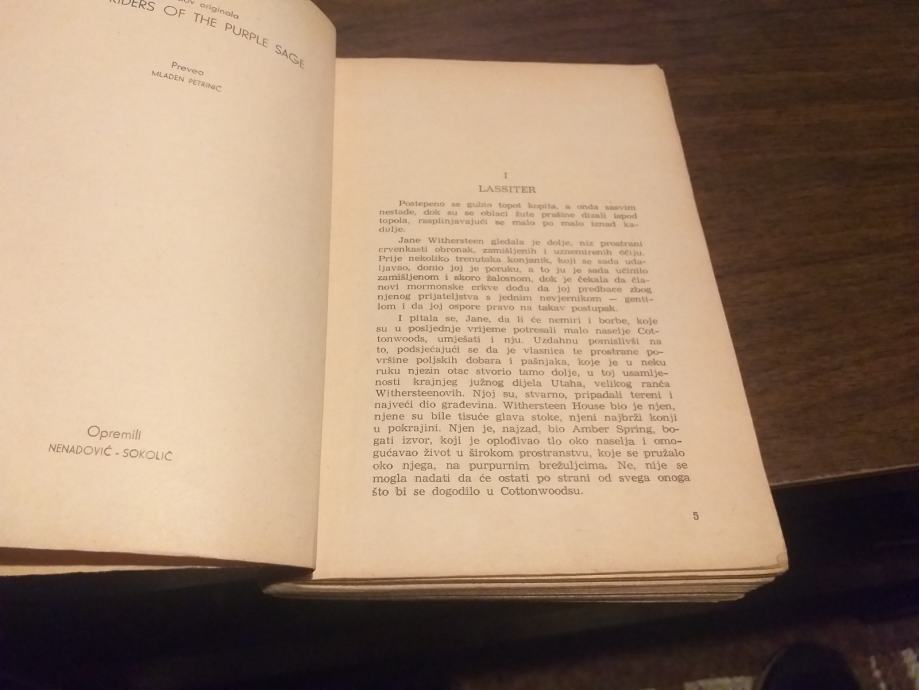 originala
RIDERS OF THE PURPLE SAGE
Preveo
MLADEN PETRINIĆ
Opremili
NENADOVIĆ - SOKOLIĆ
I
LASSITER
Postepeno se gubio topot kopita, a onda sasvim
nestade, dok su se oblaci žute prašine dizali ispod
topola, rasplinjavajući se malo po malo iznad ka-
dulje.
Jane Withersteen gledala je dolje, niz prostrani
crvenkasti obronak, zamišljenih i uznemirenih očiju.
Prije nekoliko trenutaka konjanik, koji se sada uda-
ljavao, donio joj je poruku, a to ju je sada učinilo
zamišljenom i skoro žalosnom, dok je čekala da čla-
novi mormonske crkve dođu da joj predbace zbog
njenog prijateljstva s jednim nevjernikom — genti-
lom i da joj ospore pravo na takav postupak.
I pitala se, Jane, da li će nemiri i borbe, koje
su u posljednje vrijeme potresali malo naselje Cot-
tonwoods, umješati i nju. Uzdahnu pomislivši na
to, podsjećajući se da je vlasnica te prostrane po-
vršine poljskih dobara i pašnjaka, koje je u neku
ruku njezin otac stvorio tamo dolje, u toj usamlje-
nosti krajnjeg južnog dijela Utaha, velikog ranča
Withersteenovih. Njoj su, stvarno, pripadali tereni i
najveći dio građevina. Withersteen House bio je njen,
njene su bile tisuće glava stoke, njeni najbrži konji
u pokrajini. Njen je, najzad, bio Amber Spring, bo-
gati izvor, koji je oplođivao tlo oko naselja i omo-
gućavao život u širokom prostranstvu, koje se pružalo
oko njega, na purpurnim brežuljcima. Ne, nije se
mogla nadati da će ostati po strani od svega onoga
što bi se dogodilo u Cottonwoodsu.
5